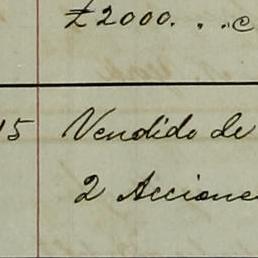 £2000. . . c
15 Vendido de
2 Accione